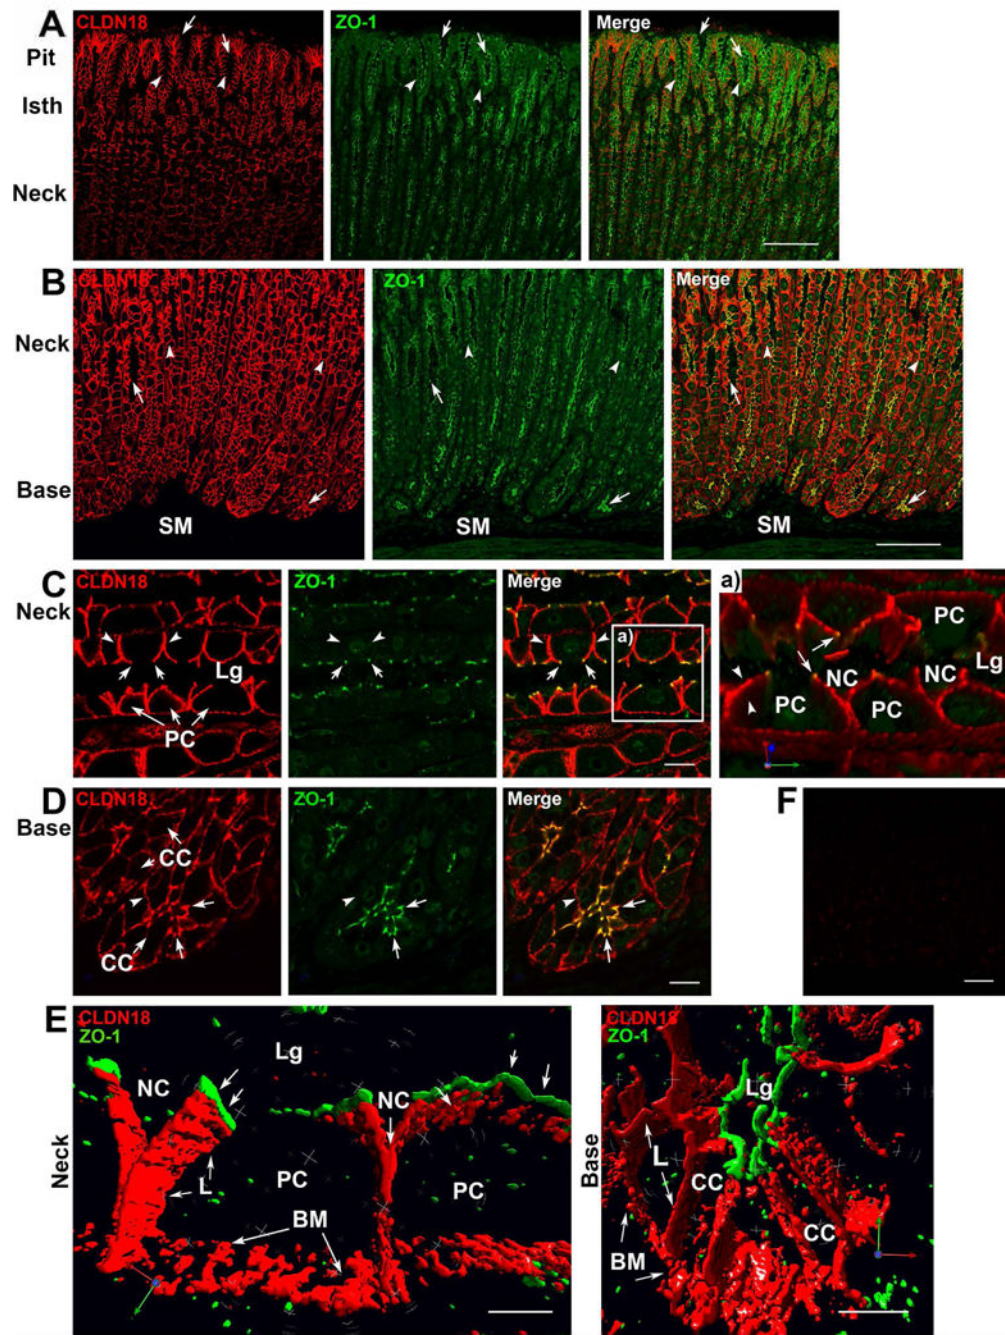 A
CLDN18
ZO-1
Merge
Pit
Isth
Neck
B
CLDN18
ZO-1
Merge
Neck
Base
SM
SM
SM
C
CLDN18
ZO-1
Merge
a)
Neck
a)
Lg
PC
PC
Lg
NC
NC
PC
PC
D
CLDN18
ZO-1
Merge
F
Base
CC
CC
E
CLDN18
ZO-1
Lg
NC
NC
L
PC
PC
BM
Neck
CLDN18
ZO-1
Lg
L
CC
CC
BM
Base